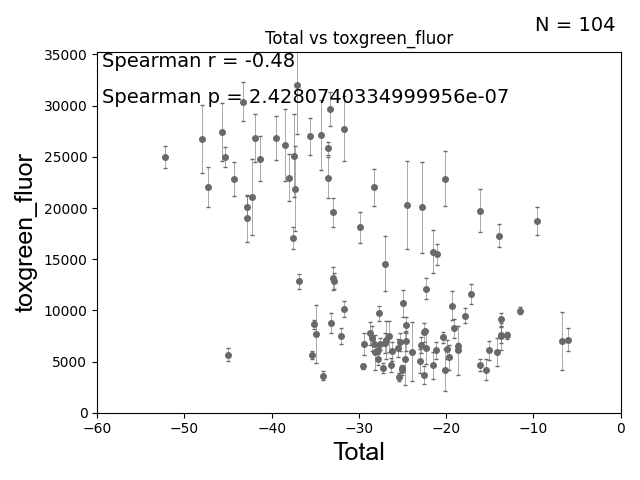 N = 104
Total vs toxgreen_fluor
Spearman r = -0.48
Spearman p = 2.4280740334999956e-07
35000
30000
25000
20000
15000
10000
5000
0
toxgreen_fluor
−60 −50 −40 −30 −20 −10 0
Total